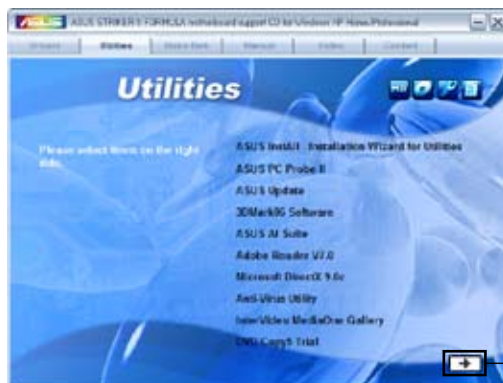 ASUS STRIKER II FORMULA motherboard support CD for Windows XP Home/Professional
Utilities Manual Video Contact
Utilities
Please select items on the right side.
ASUS InstAll - Installation Wizard for Utilities
ASUS PC Probe II
ASUS Update
3DMark06 Software
ASUS AI Suite
Adobe Reader V7.0
Microsoft DirectX 9.0c
Anti-Virus Utility
InterVideo MediaOne Gallery
DVD Copy5 Trial